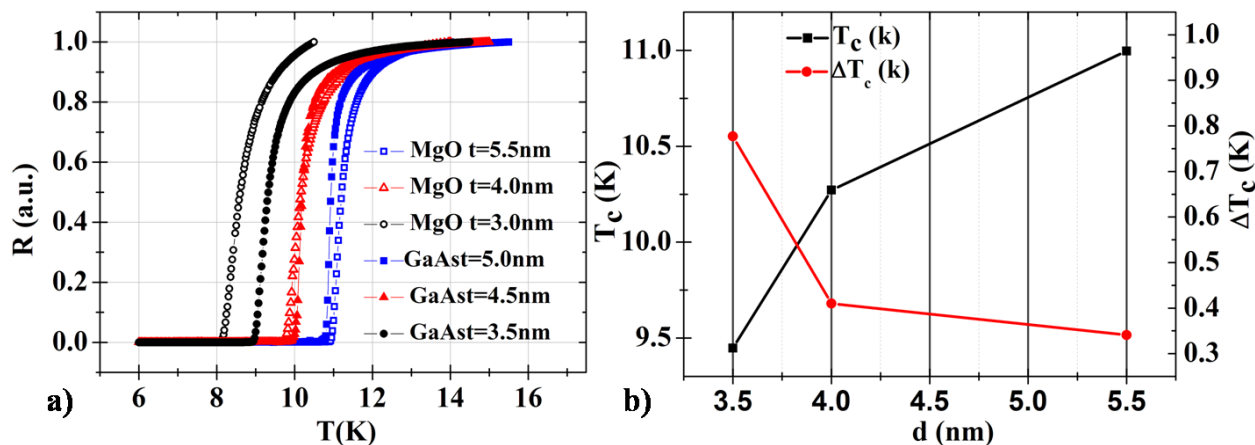 1.0
0.8
0.6
0.4
0.2
0.0
R (a.u.)
MgO t=5.5nm
MgO t=4.0nm
MgO t=3.0nm
GaAst=5.0nm
GaAst=4.5nm
GaAst=3.5nm
6 8 10 12 14 16
T(K)
a)
11.0
10.5
10.0
9.5
Tc (K)
Tc (k)
ΔTc (k)
1.0
0.9
0.8
0.7
0.6
0.5
0.4
0.3
ΔTc (K)
3.5 4.0 4.5 5.0 5.5
d (nm)
b)